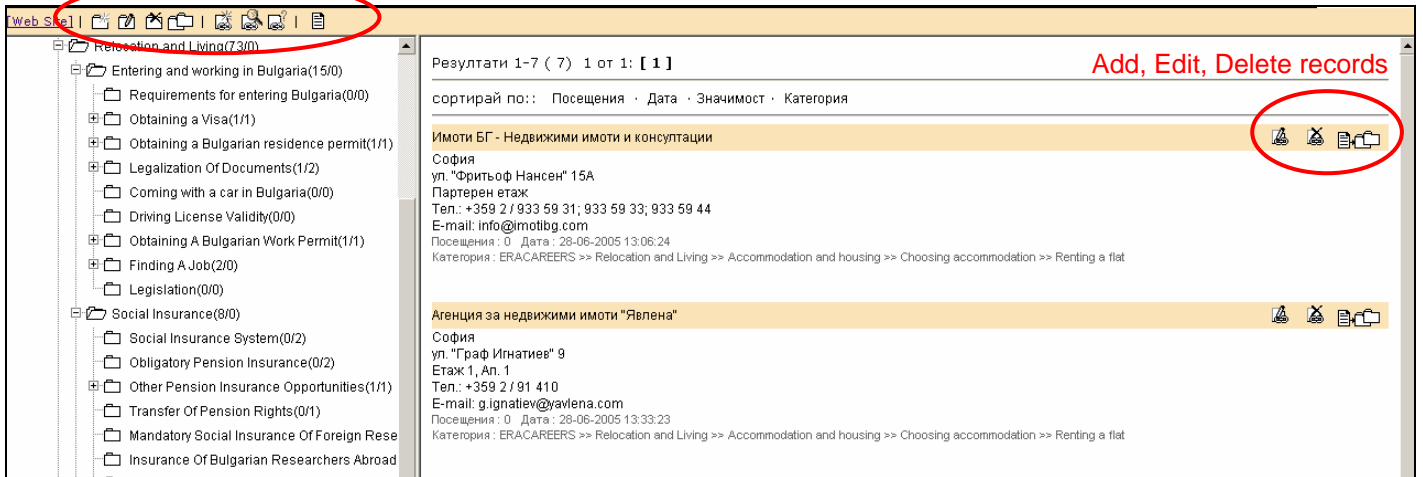 [Web Site] | | |
Relocation and Living(73/0)
Entering and working in Bulgaria(15/0)
Requirements for entering Bulgaria(0/0)
Obtaining a Visa(1/1)
Obtaining a Bulgarian residence permit(1/1)
Legalization Of Documents(1/2)
Coming with a car in Bulgaria(0/0)
Driving License Validity(0/0)
Obtaining A Bulgarian Work Permit(1/1)
Finding A Job(2/0)
Legislation(0/0)
Social Insurance(8/0)
Social Insurance System(0/2)
Obligatory Pension Insurance(0/2)
Other Pension Insurance Opportunities(1/1)
Transfer Of Pension Rights(0/1)
Mandatory Social Insurance Of Foreign Rese
Insurance Of Bulgarian Researchers Abroad
Резултати 1-7 ( 7) 1 от 1: [ 1 ]
Add, Edit, Delete records
сортирай по:: Посещения · Дата · Значимост · Категория
Имоти БГ - Недвижими имоти и консултации
София
ул. "Фритьоф Нансен" 15А
Партерен етаж
Тел.: +359 2 / 933 59 31; 933 59 33; 933 59 44
E-mail: info@imotibg.com
Посещения : 0 Дата : 28-06-2005 13:06:24
Категория : ERACAREERS >> Relocation and Living >> Accommodation and housing >> Choosing accommodation >> Renting a flat
Агенция за недвижими имоти "Явлена"
София
ул. "Граф Игнатиев" 9
Етаж 1, Ап. 1
Тел.: +359 2 / 91 410
E-mail: g.ignatiev@yavlena.com
Посещения : 0 Дата : 28-06-2005 13:33:23
Категория : ERACAREERS >> Relocation and Living >> Accommodation and housing >> Choosing accommodation >> Renting a flat